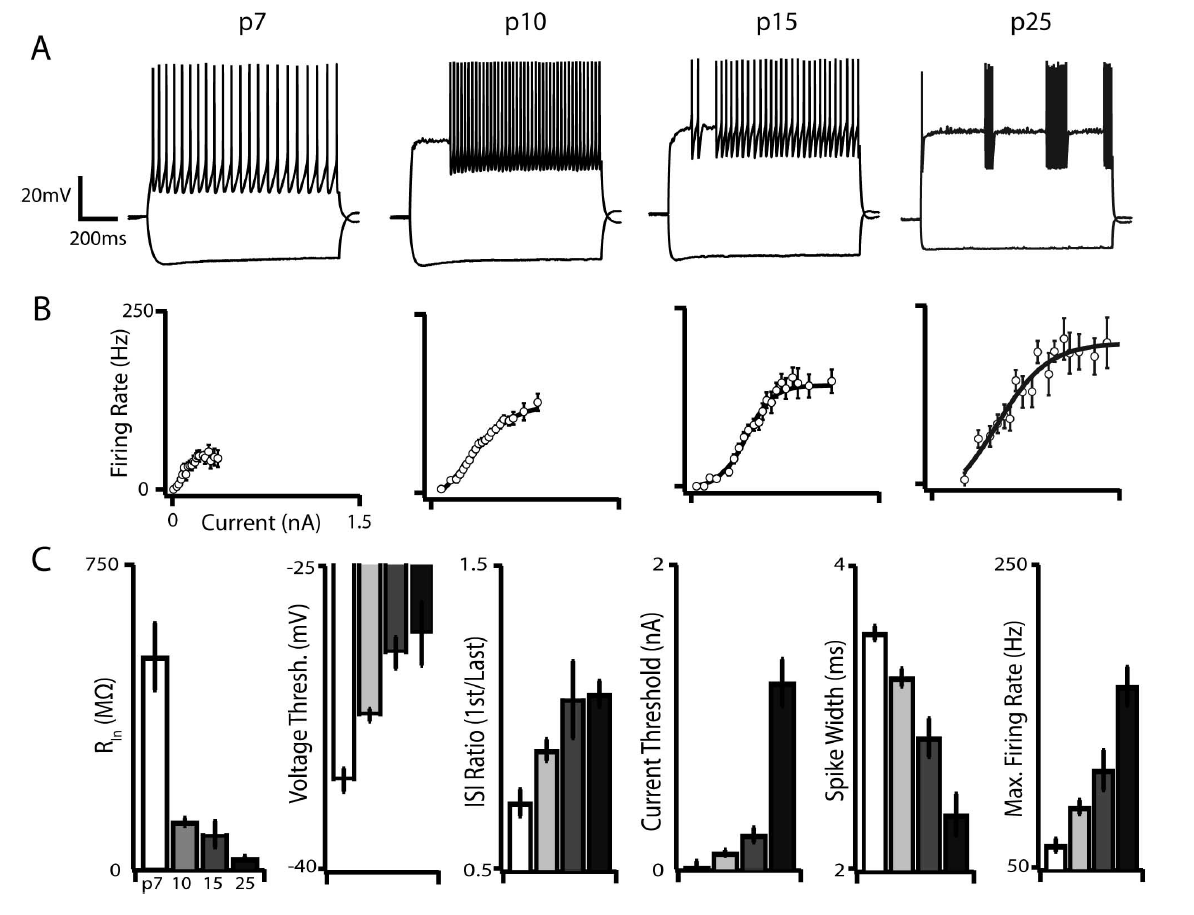 p7 p10 p15 p25
A
20mV
200ms
B
250
Firing Rate (Hz)
0
0 Current (nA) 1.5
C
750
R_In (MΩ)
0
p7 10 15 25
-25
Voltage Thresh. (mV)
-40
1.5
ISI Ratio (1st/Last)
0.5
2
Current Threshold (nA)
0
4
Spike Width (ms)
2
250
Max. Firing Rate (Hz)
50